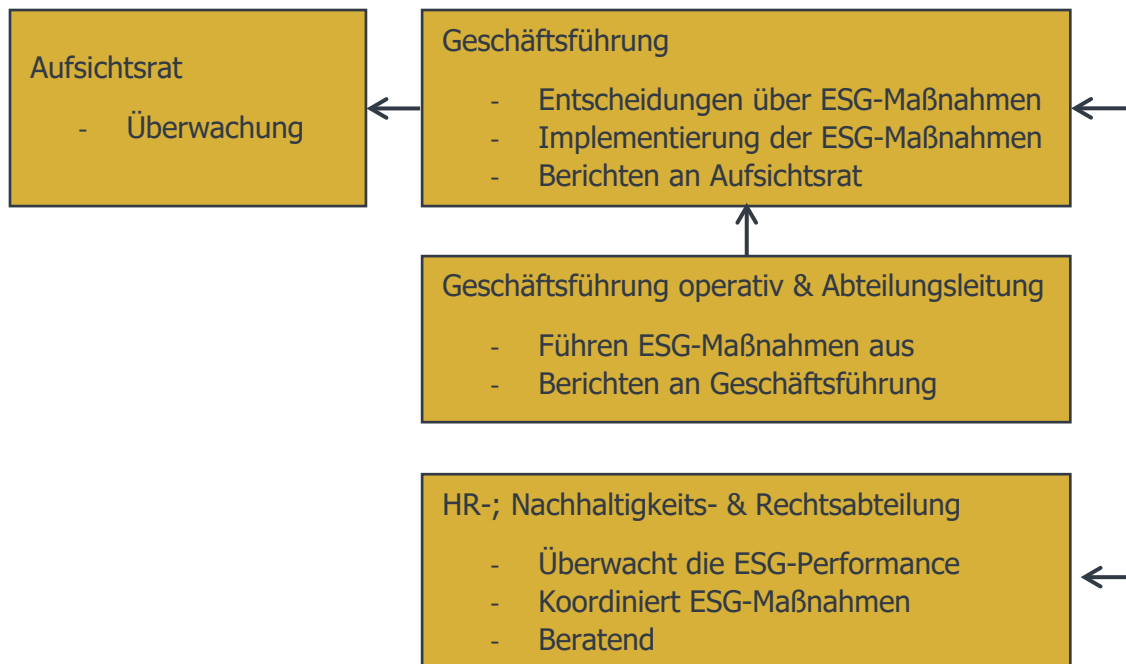 Aufsichtsrat
- Überwachung
Geschäftsführung
- Entscheidungen über ESG-Maßnahmen
- Implementierung der ESG-Maßnahmen
- Berichten an Aufsichtsrat
Geschäftsführung operativ & Abteilungsleitung
- Führen ESG-Maßnahmen aus
- Berichten an Geschäftsführung
HR-; Nachhaltigkeits- & Rechtsabteilung
- Überwacht die ESG-Performance
- Koordiniert ESG-Maßnahmen
- Beratend